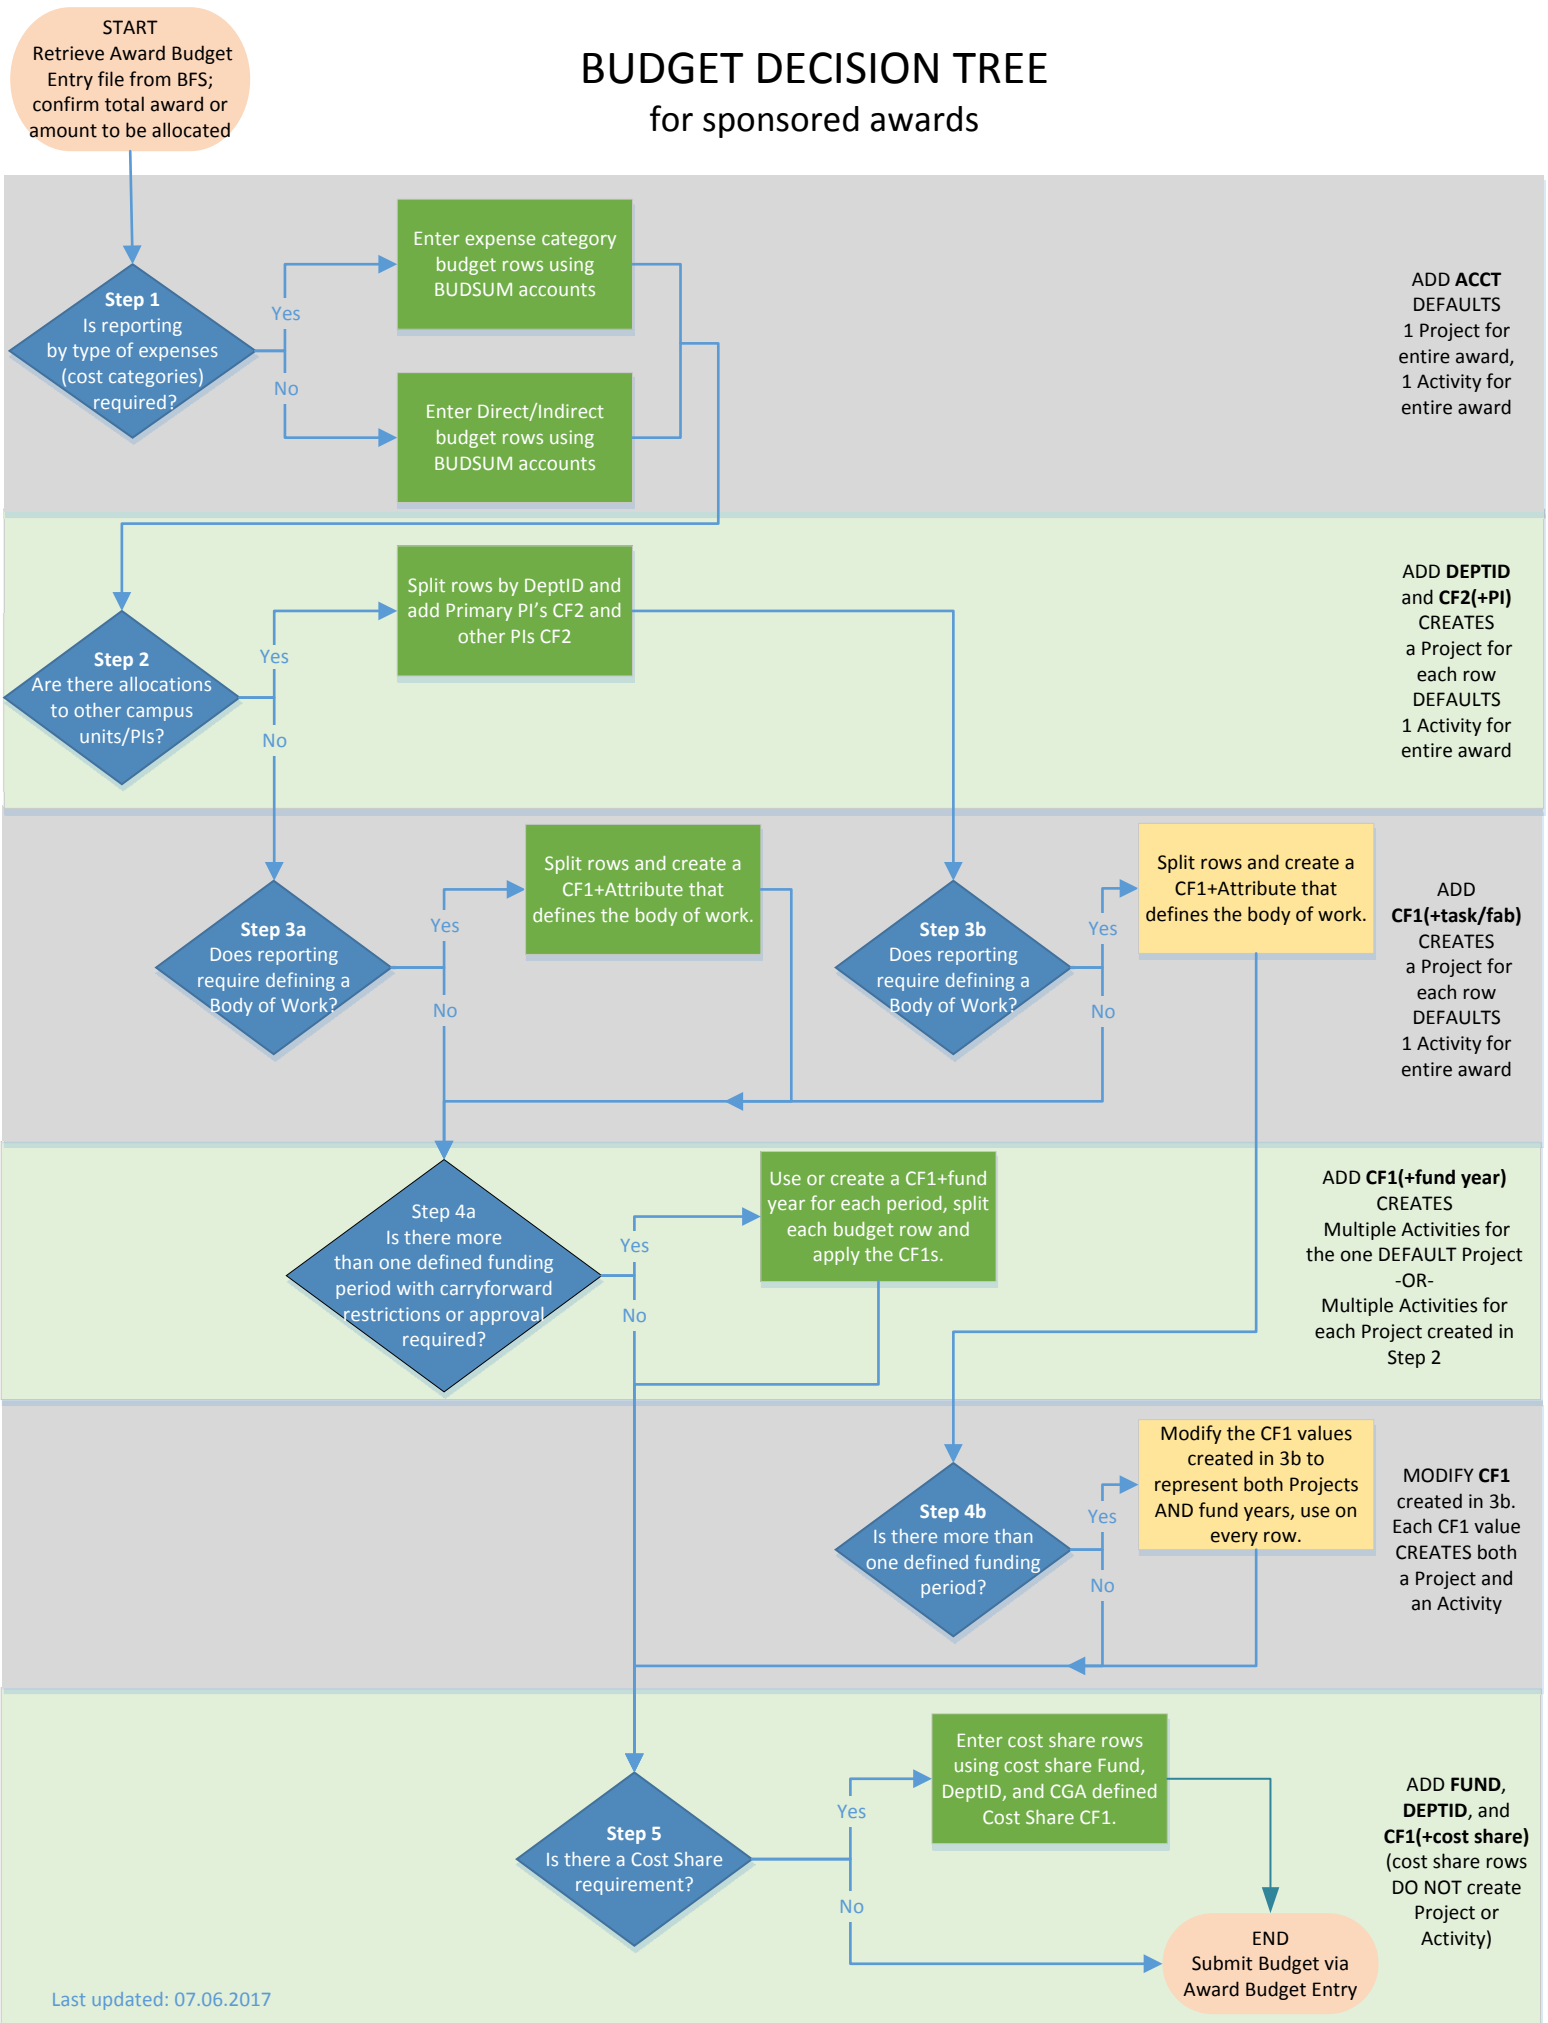 START
Retrieve Award Budget
Entry file from BFS;
confirm total award or
amount to be allocated
BUDGET DECISION TREE
for sponsored awards
Step 1
Is reporting
by type of expenses
(cost categories)
required?
Yes
No
Enter expense category
budget rows using
BUDSUM accounts
Enter Direct/Indirect
budget rows using
BUDSUM accounts
ADD ACCT
DEFAULTS
1 Project for
entire award,
1 Activity for
entire award
Step 2
Are there allocations
to other campus
units/PIs?
Yes
No
Split rows by DeptID and
add Primary PI's CF2 and
other PIs CF2
ADD DEPTID
and CF2(+PI)
CREATES
a Project for
each row
DEFAULTS
1 Activity for
entire award
Step 3a
Does reporting
require defining a
Body of Work?
Yes
No
Split rows and create a
CF1+Attribute that
defines the body of work.
Step 3b
Does reporting
require defining a
Body of Work?
Yes
No
Split rows and create a
CF1+Attribute that
defines the body of work.
ADD
CF1(+task/fab)
CREATES
a Project for
each row
DEFAULTS
1 Activity for
entire award
Step 4a
Is there more
than one defined funding
period with carryforward
restrictions or approval
required?
Yes
No
Use or create a CF1+fund
year for each period, split
each budget row and
apply the CF1s.
ADD CF1(+fund year)
CREATES
Multiple Activities for
the one DEFAULT Project
-OR-
Multiple Activities for
each Project created in
Step 2
Step 4b
Is there more than
one defined funding
period?
Yes
No
Modify the CF1 values
created in 3b to
represent both Projects
AND fund years, use on
every row.
MODIFY CF1
created in 3b.
Each CF1 value
CREATES both
a Project and
an Activity
Step 5
Is there a Cost Share
requirement?
Yes
No
Enter cost share rows
using cost share Fund,
DeptID, and CGA defined
Cost Share CF1.
ADD FUND,
DEPTID, and
CF1(+cost share)
(cost share rows
DO NOT create
Project or
Activity)
END
Submit Budget via
Award Budget Entry
Last updated: 07.06.2017